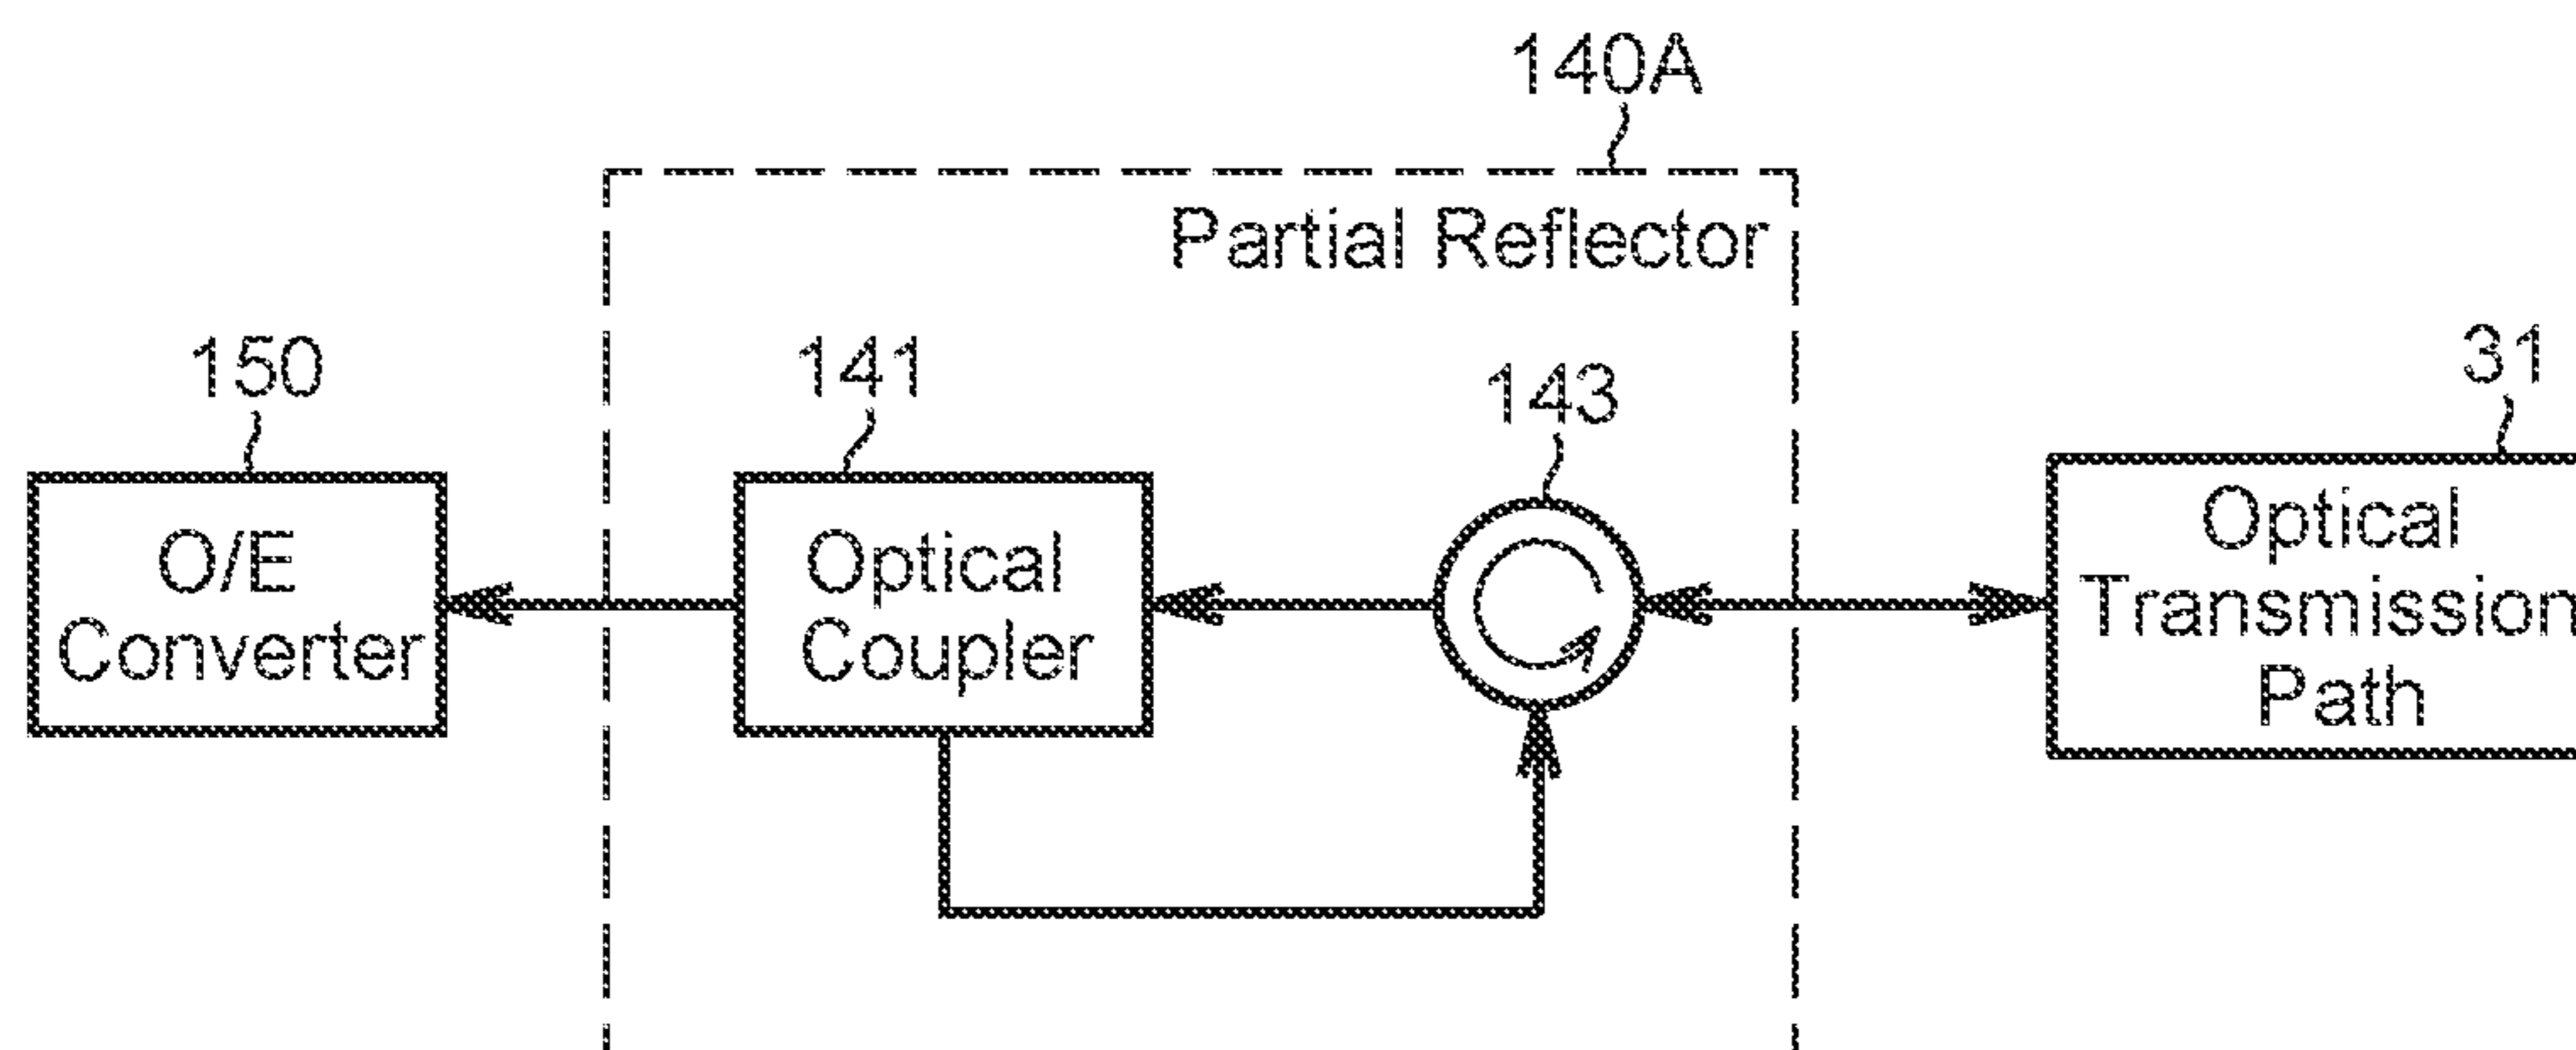 140A
Partial Reflector
150
141
143
31
O/E
Converter
Optical
Coupler
Optical
Transmission
Path